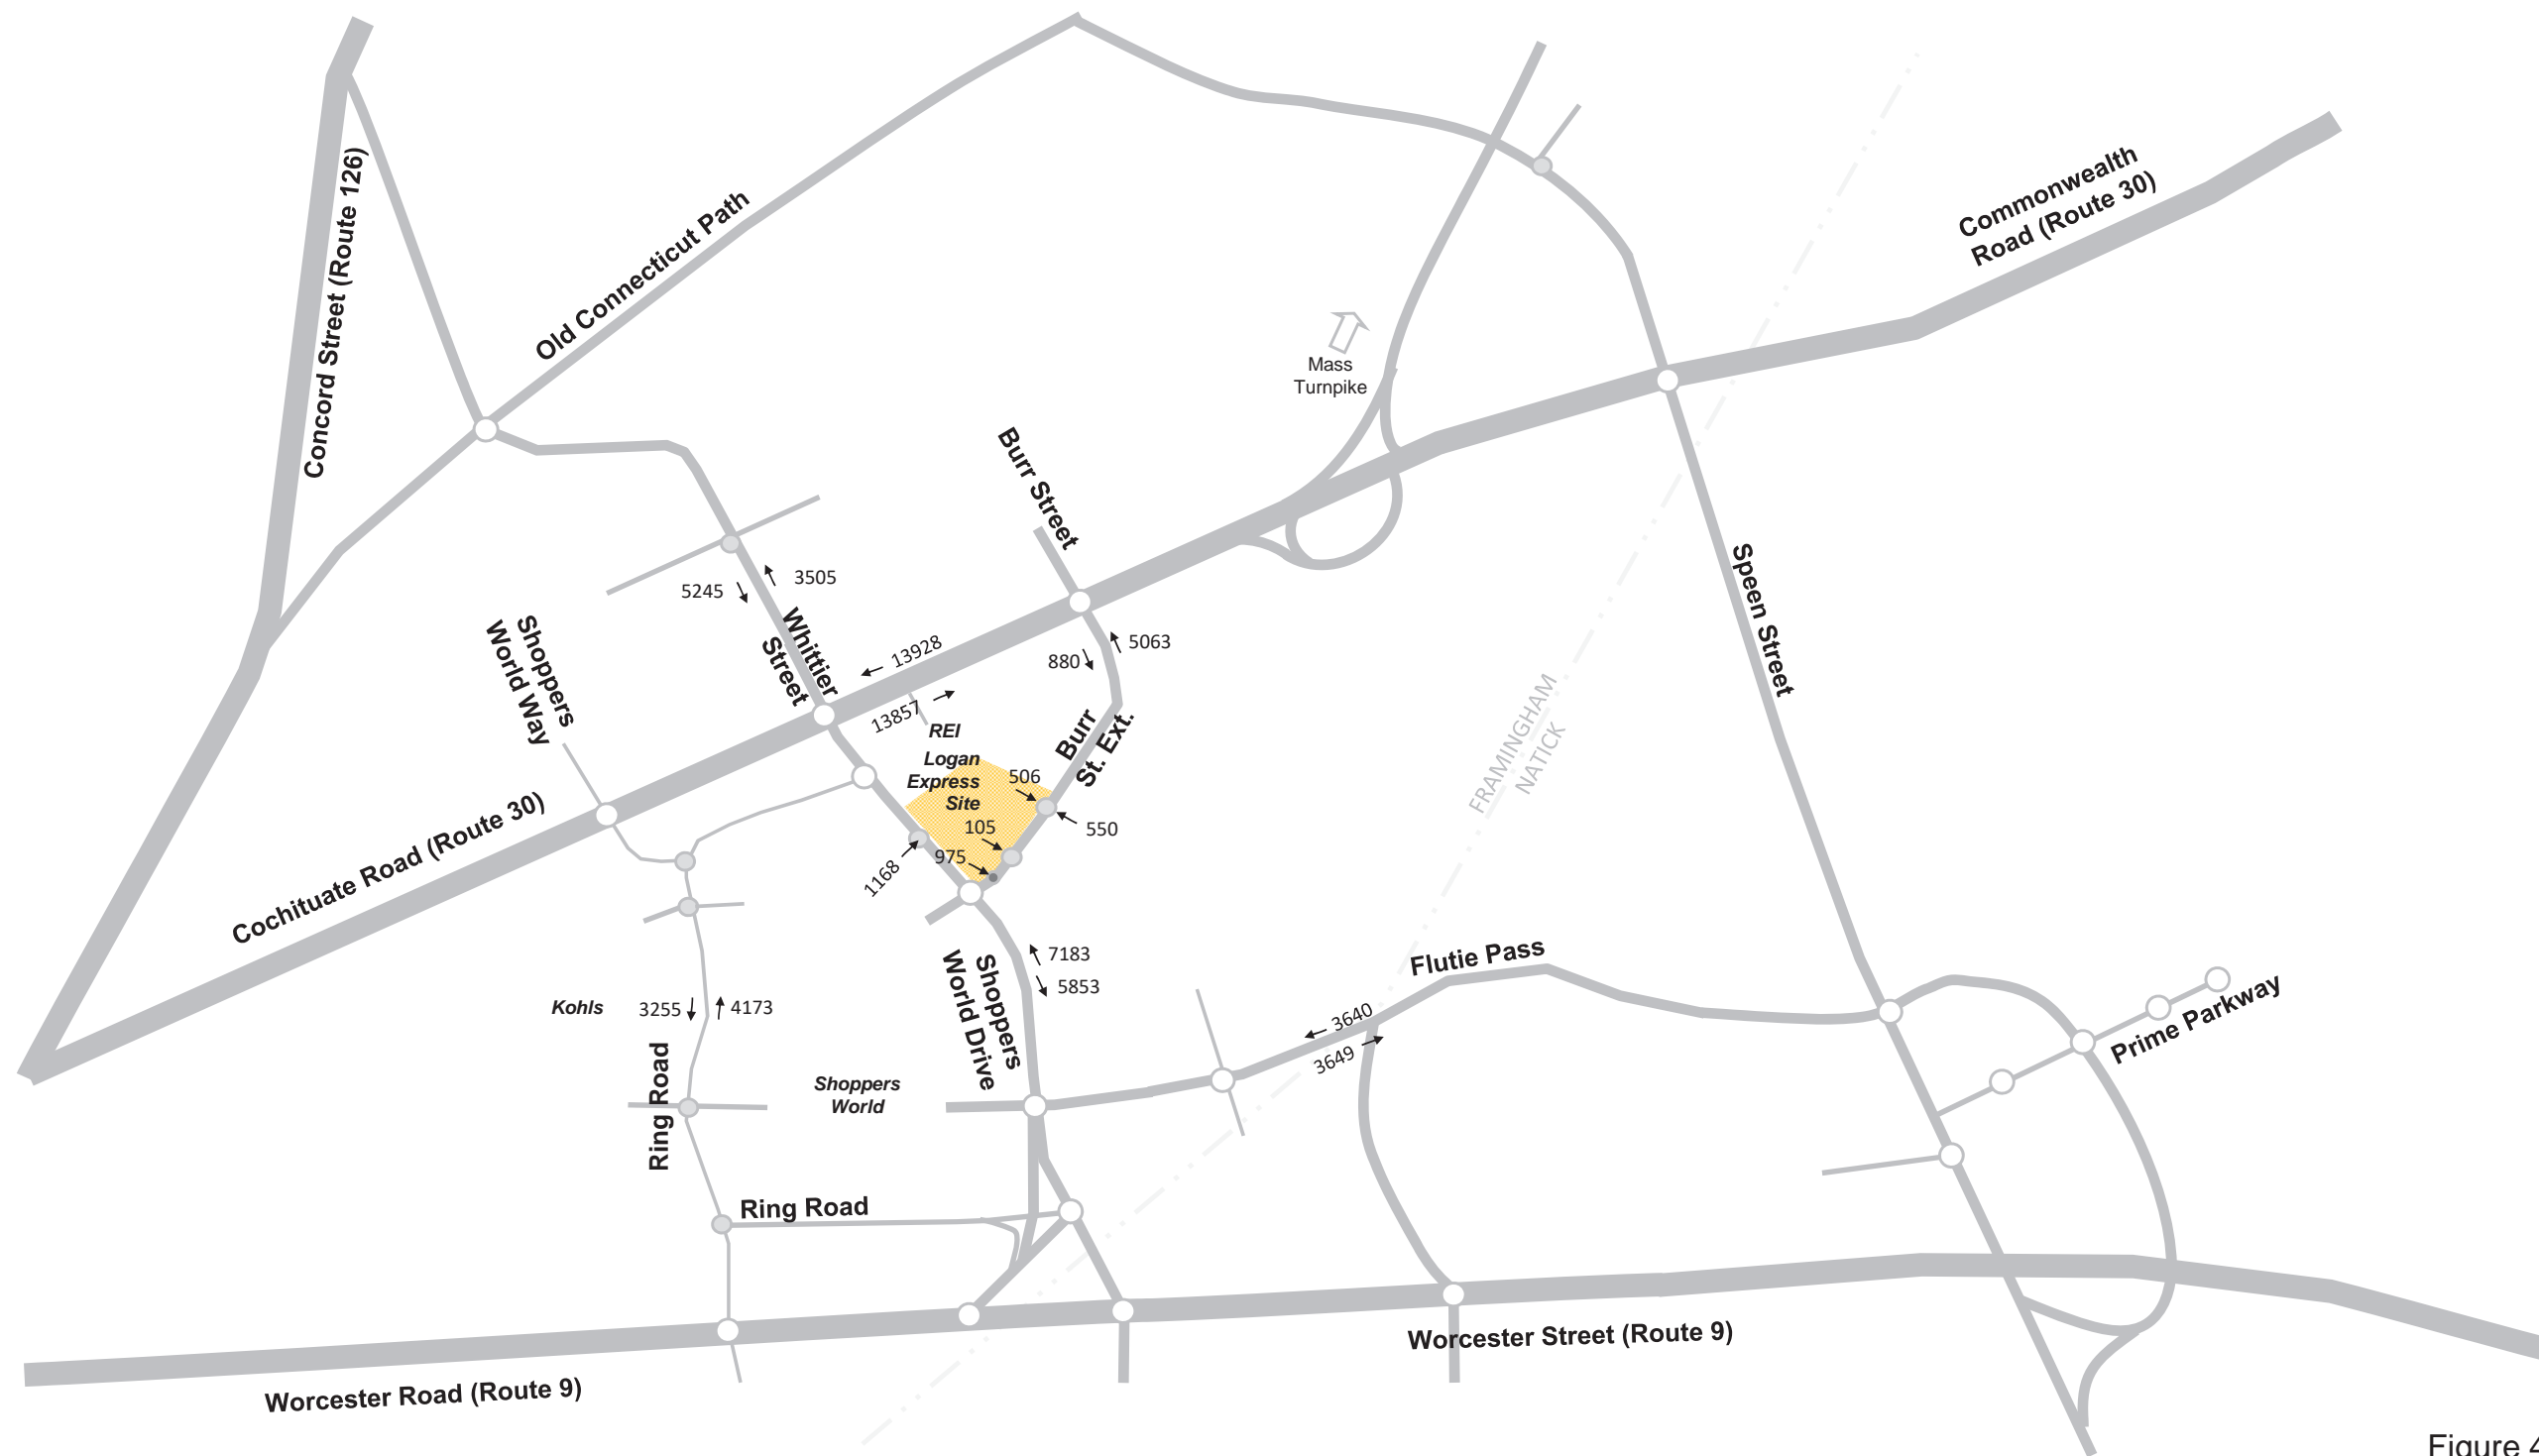 Concord Street (Route 126)
Old Connecticut Path
Commonwealth
Road (Route 30)
Mass
Turnpike
Burr Street
Speen Street
5245
3505
Whittier
Street
Shoppers
World Way
13928
13857
5063
880
Burr
St. Ext.
REI
Logan
Express
Site
506
550
105
975
1168
FRAMINGHAM
NATICK
Cochituate Road (Route 30)
7183
5853
Shoppers
World Drive
Flutie Pass
3640
3649
Prime Parkway
Kohls
3255
4173
Ring Road
Shoppers
World
Ring Road
Worcester Street (Route 9)
Worcester Road (Route 9)
Figure 4